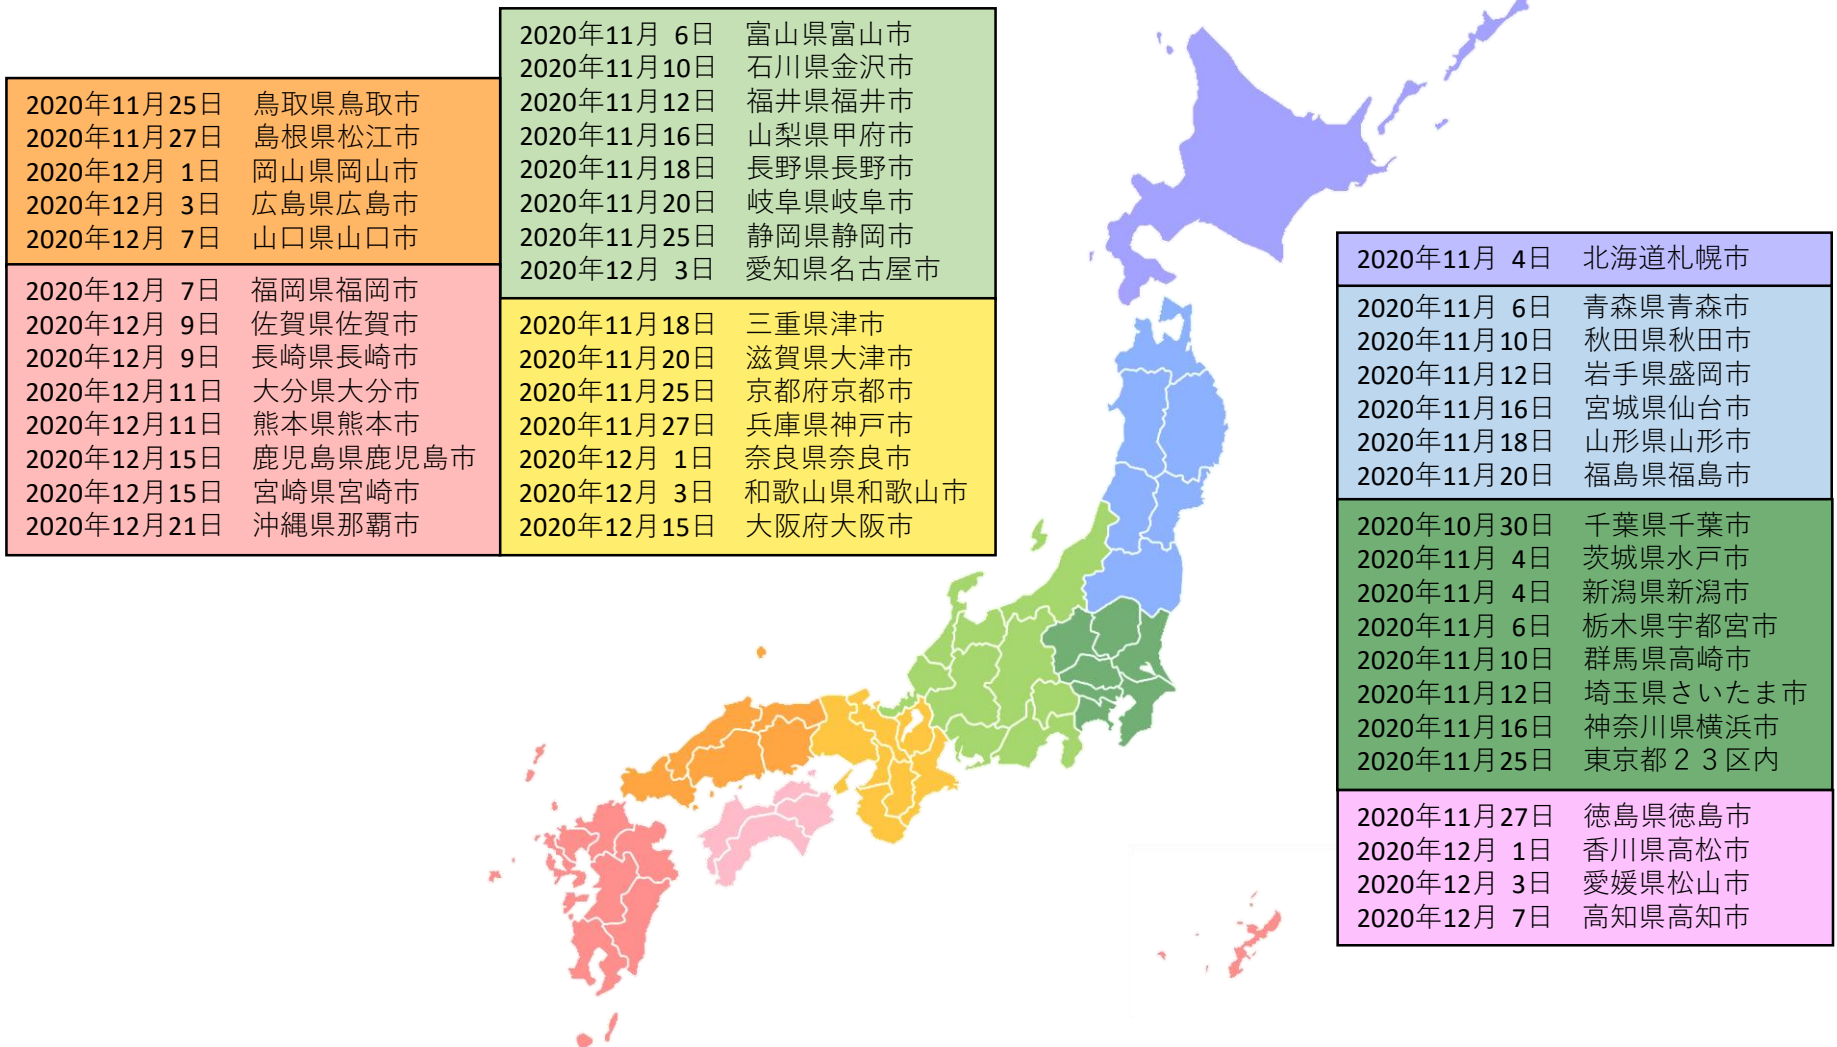 2020年11月25日　鳥取県鳥取市
2020年11月27日　島根県松江市
2020年12月 1日　岡山県岡山市
2020年12月 3日　広島県広島市
2020年12月 7日　山口県山口市
2020年12月 7日　福岡県福岡市
2020年12月 9日　佐賀県佐賀市
2020年12月 9日　長崎県長崎市
2020年12月11日　大分県大分市
2020年12月11日　熊本県熊本市
2020年12月15日　鹿児島県鹿児島市
2020年12月15日　宮崎県宮崎市
2020年12月21日　沖縄県那覇市
2020年11月 6日　富山県富山市
2020年11月10日　石川県金沢市
2020年11月12日　福井県福井市
2020年11月16日　山梨県甲府市
2020年11月18日　長野県長野市
2020年11月20日　岐阜県岐阜市
2020年11月25日　静岡県静岡市
2020年12月 3日　愛知県名古屋市
2020年11月18日　三重県津市
2020年11月20日　滋賀県大津市
2020年11月25日　京都府京都市
2020年11月27日　兵庫県神戸市
2020年12月 1日　奈良県奈良市
2020年12月 3日　和歌山県和歌山市
2020年12月15日　大阪府大阪市
2020年11月 4日　北海道札幌市
2020年11月 6日　青森県青森市
2020年11月10日　秋田県秋田市
2020年11月12日　岩手県盛岡市
2020年11月16日　宮城県仙台市
2020年11月18日　山形県山形市
2020年11月20日　福島県福島市
2020年10月30日　千葉県千葉市
2020年11月 4日　茨城県水戸市
2020年11月 4日　新潟県新潟市
2020年11月 6日　栃木県宇都宮市
2020年11月10日　群馬県高崎市
2020年11月12日　埼玉県さいたま市
2020年11月16日　神奈川県横浜市
2020年11月25日　東京都２３区内
2020年11月27日　徳島県徳島市
2020年12月 1日　香川県高松市
2020年12月 3日　愛媛県松山市
2020年12月 7日　高知県高知市